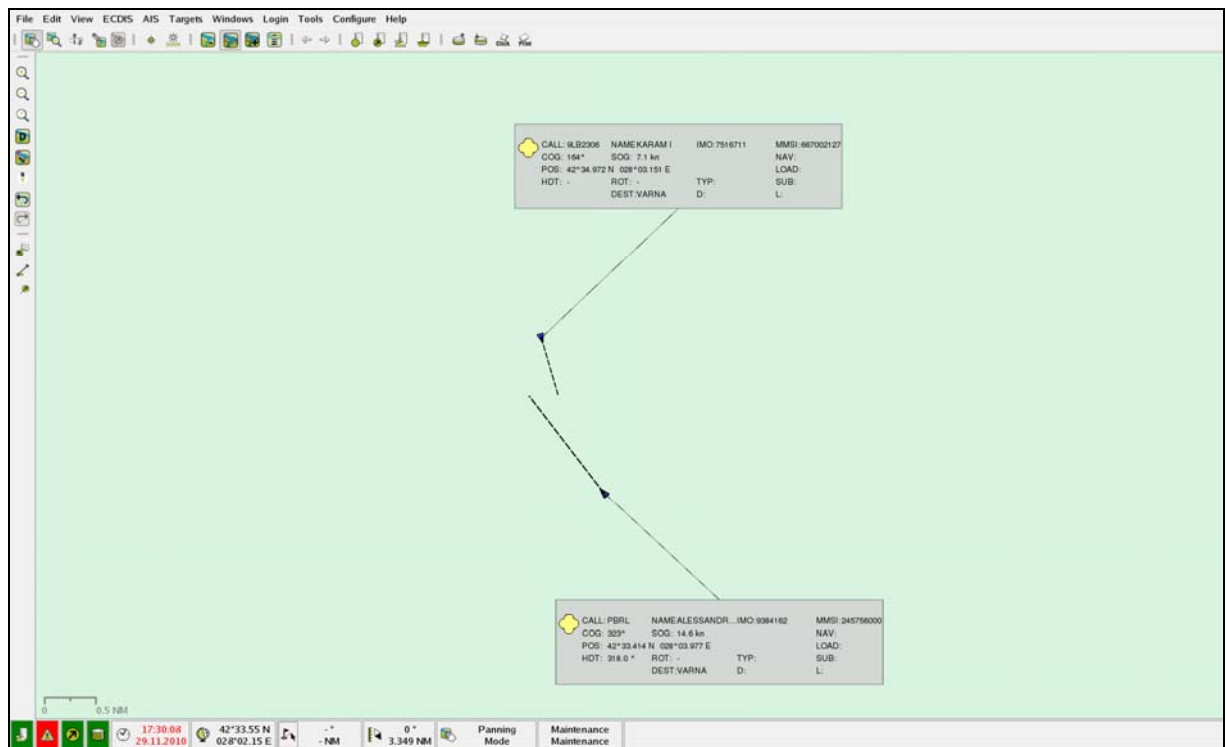 File Edit View ECDIS AIS Targets Windows Login Tools Configure Help
Click Print
CALL: 9LB2306 NAME:KARAM I IMO:7516711 MMSI:667002127
COG: 164° SOG: 7.1 kn NAV:
POS: 42°34.972 N 028°03.151 E LOAD:
HDT: - ROT: - TYP: SUB:
DEST:VARNA D: L:
CALL: PBRL NAME:ALESSANDR... IMO:9384162 MMSI:245756000
COG: 323° SOG: 14.6 kn NAV:
POS: 42°33.414 N 028°03.977 E LOAD:
HDT: 318.0 ° ROT: - TYP: SUB:
DEST:VARNA D: L:
0 0.5 NM
17:30:08 42°33.55 N - ° 0 ° Panning Maintenance
29.11.2010 028°02.15 E - NM 3.349 NM Mode Maintenance